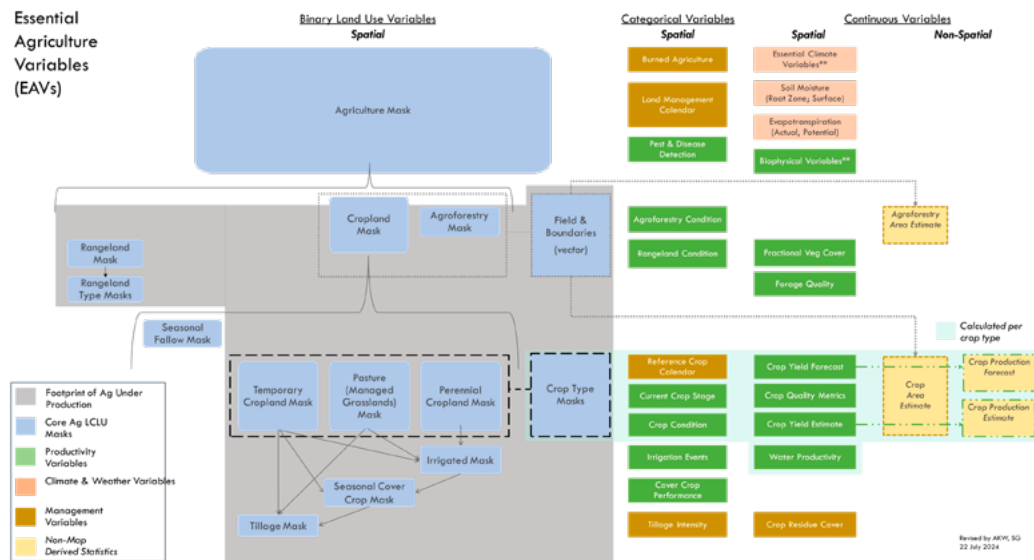 Essential
Agriculture
Variables
(EAVs)
Binary Land Use Variables
Spatial
Categorical Variables
Spatial
Continuous Variables
Spatial
Non-Spatial
Agriculture Mask
Burned Agriculture
Land Management
Calendar
Pest & Disease
Detection
Essential Climate
Variables**
Soil Moisture
(Root Zone; Surface)
Evapotranspiration
(Actual, Potential)
Biophysical Variables**
Cropland
Mask
Agroforestry
Mask
Field &
Boundaries
(vector)
Agroforestry Condition
Rangeland Condition
Fractional Veg Cover
Forage Quality
Agroforestry
Area Estimate
Rangeland
Mask
Rangeland
Type Masks
Seasonal
Fallow Mask
Calculated per
crop type
Temporary
Cropland Mask
Pasture
(Managed
Grasslands)
Mask
Perennial
Cropland Mask
Crop Type
Masks
Reference Crop
Calendar
Current Crop Stage
Crop Condition
Irrigation Events
Cover Crop
Performance
Tillage Intensity
Crop Yield Forecast
Crop Quality Metrics
Crop Yield Estimate
Water Productivity
Crop Residue Cover
Crop
Area
Estimate
Crop Production
Forecast
Crop Production
Estimate
Irrigated Mask
Seasonal Cover
Crop Mask
Tillage Mask
Footprint of Ag Under
Production
Core Ag LCLU
Masks
Productivity
Variables
Climate & Weather Variables
Management
Variables
Non-Map
Derived Statistics
Revised by AKW, SG
22 July 2024